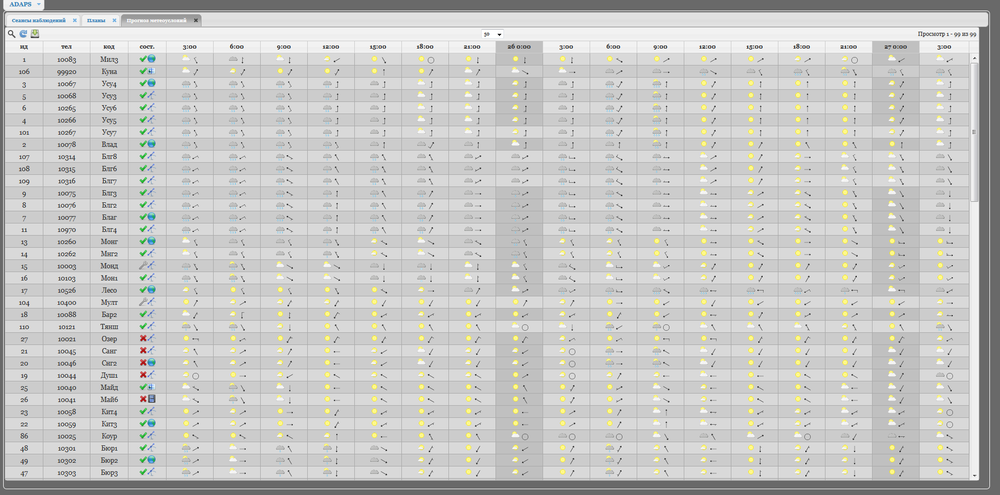 ADAPS
Сеансы наблюдений Планы Прогноз метеоусловий
50 Просмотр 1 - 99 из 99
ид тел код сост. 3:00 6:00 9:00 12:00 15:00 18:00 21:00 26 0:00 3:00 6:00 9:00 12:00 15:00 18:00 21:00 27 0:00 3:00
1 10083 Мил3
106 99920 Куна
3 10067 Усу4
5 10068 Усу3
6 10265 Усу6
4 10266 Усу5
101 10267 Усу7
2 10078 Влад
107 10314 Блг8
108 10315 Блг6
109 10316 Блг7
9 10075 Блг3
8 10076 Блг2
7 10077 Благ
11 10970 Блг4
13 10260 Монг
14 10262 Мнг2
15 10003 Монд
16 10103 Мон1
17 10526 Лесо
104 10400 Мулт
18 10088 Бар2
110 10121 Тянш
27 10021 Озер
21 10045 Санг
20 10046 Снг2
19 10044 Душ1
25 10040 Майд
26 10041 Май6
23 10058 Кит4
22 10059 Кит3
86 10025 Коур
48 10301 Бюр1
49 10302 Бюр2
47 10303 Бюр3